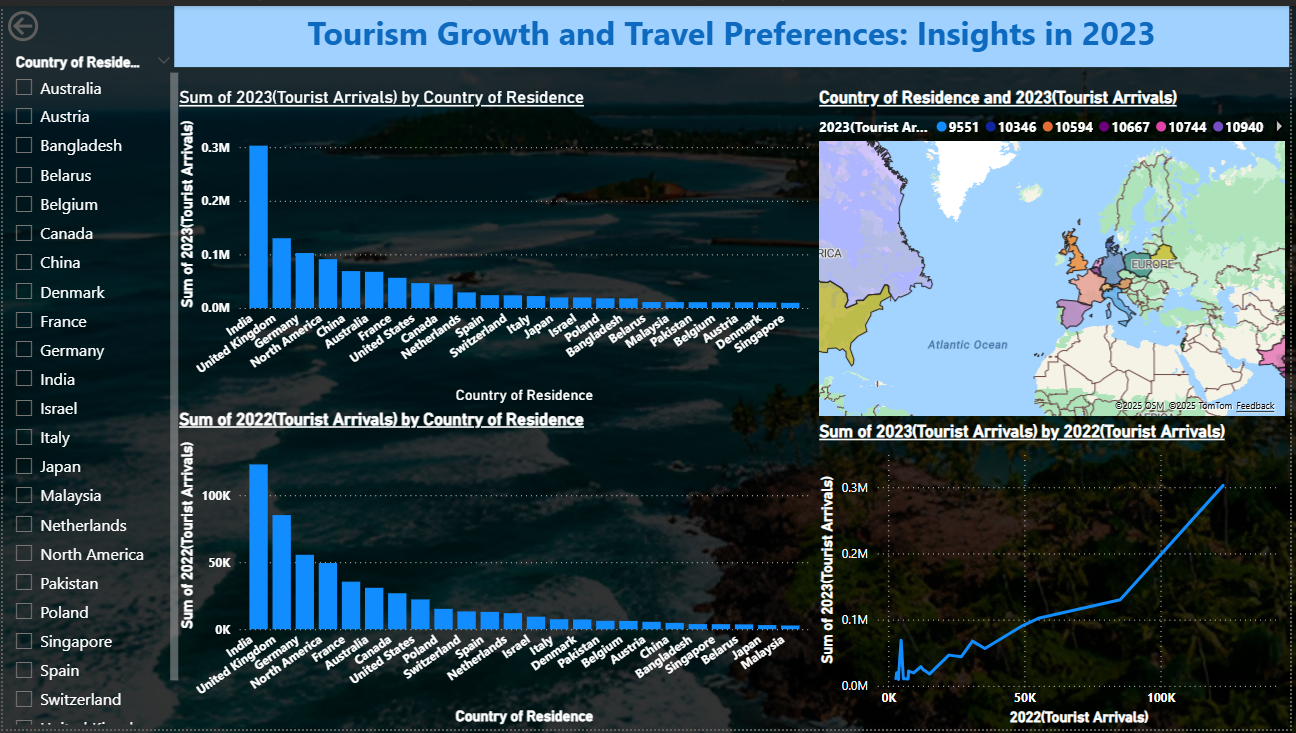 Tourism Growth and Travel Preferences: Insights in 2023
Country of Reside...
Australia
Austria
Bangladesh
Belarus
Belgium
Canada
China
Denmark
France
Germany
India
Israel
Italy
Japan
Malaysia
Netherlands
North America
Pakistan
Poland
Singapore
Spain
Switzerland
Sum of 2023(Tourist Arrivals) by Country of Residence
Sum of 2023(Tourist Arrivals)
0.3M
0.2M
0.1M
0.0M
India
United Kingdom
Germany
North America
China
Australia
France
United States
Canada
Netherlands
Spain
Switzerland
Italy
Japan
Israel
Poland
Bangladesh
Belarus
Malaysia
Pakistan
Belgium
Austria
Denmark
Singapore
Country of Residence
Sum of 2022(Tourist Arrivals) by Country of Residence
Sum of 2022(Tourist Arrivals)
100K
50K
0K
India
United Kingdom
Germany
North America
France
Australia
Canada
United States
Poland
Switzerland
Spain
Netherlands
Israel
Italy
Denmark
Pakistan
Belgium
Austria
China
Bangladesh
Singapore
Belarus
Japan
Malaysia
Country of Residence
Country of Residence and 2023(Tourist Arrivals)
2023(Tourist Ar... 9551 10346 10594 10667 10744 10940
RICA
EUROPE
Atlantic Ocean
©2025 OSM ©2025 TomTom Feedback
Sum of 2023(Tourist Arrivals) by 2022(Tourist Arrivals)
Sum of 2023(Tourist Arrivals)
0.3M
0.2M
0.1M
0.0M
0K 50K 100K
2022(Tourist Arrivals)